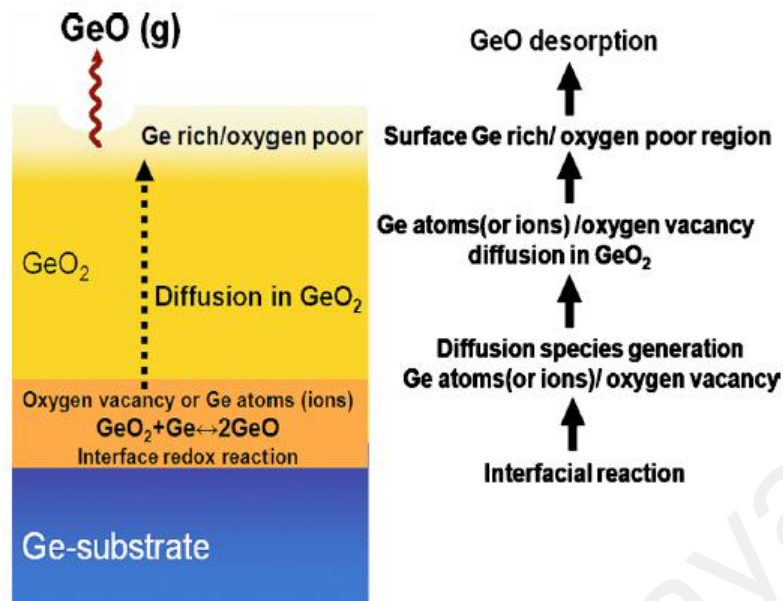 GeO (g)
Ge rich/oxygen poor
GeO₂
Diffusion in GeO₂
Oxygen vacancy or Ge atoms (ions)
GeO₂+Ge↔2GeO
Interface redox reaction
Ge-substrate
GeO desorption
Surface Ge rich/ oxygen poor region
Ge atoms(or ions) /oxygen vacancy
diffusion in GeO₂
Diffusion species generation
Ge atoms(or ions)/ oxygen vacancy
Interfacial reaction